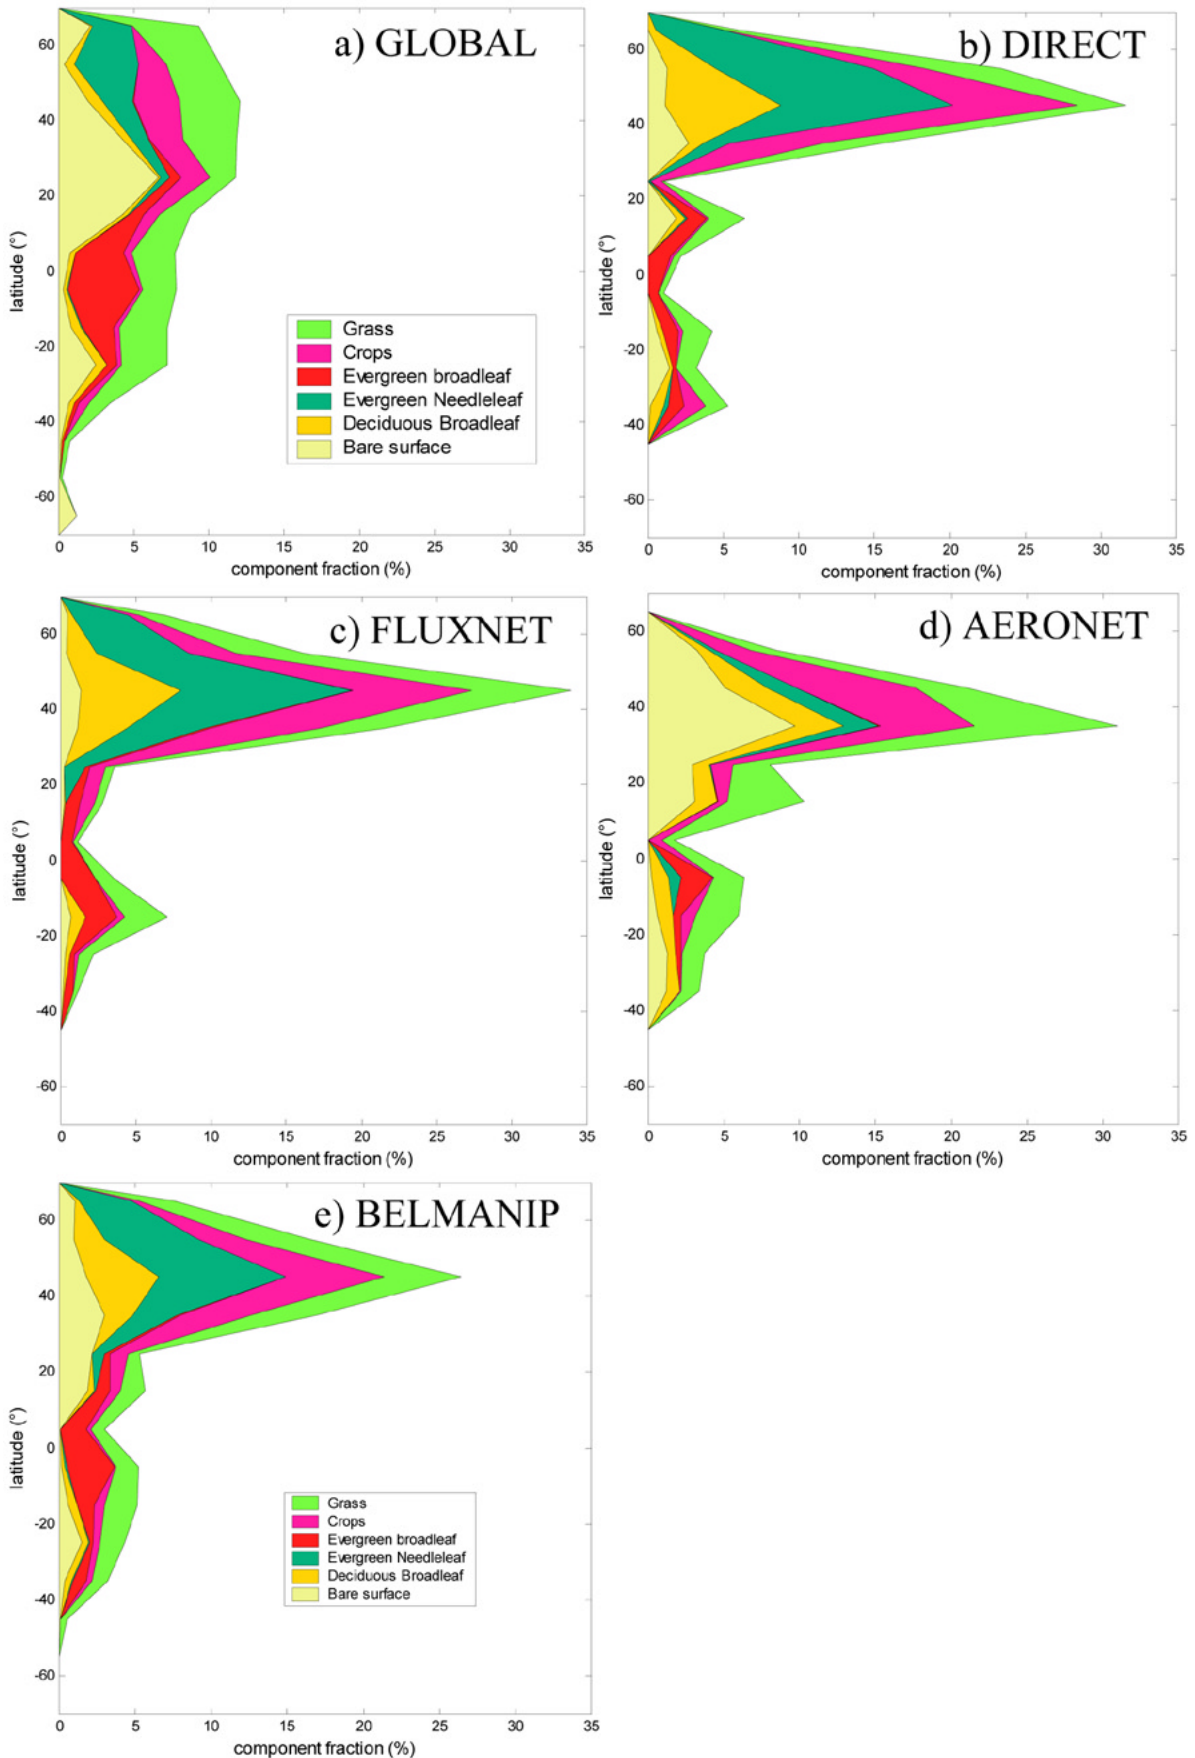 a) GLOBAL
60
40
20
0
-20
-40
-60
latitude (°)
Grass
Crops
Evergreen broadleaf
Evergreen Needleleaf
Deciduous Broadleaf
Bare surface
0 5 10 15 20 25 30 35
component fraction (%)
b) DIRECT
60
40
20
0
-20
-40
-60
latitude (°)
0 5 10 15 20 25 30 35
component fraction (%)
c) FLUXNET
60
40
20
0
-20
-40
-60
latitude (°)
0 5 10 15 20 25 30 35
component fraction (%)
d) AERONET
60
40
20
0
-20
-40
-60
latitude (°)
0 5 10 15 20 25 30 35
component fraction (%)
e) BELMANIP
60
40
20
0
-20
-40
-60
latitude (°)
Grass
Crops
Evergreen broadleaf
Evergreen Needleleaf
Deciduous Broadleaf
Bare surface
0 5 10 15 20 25 30 35
component fraction (%)